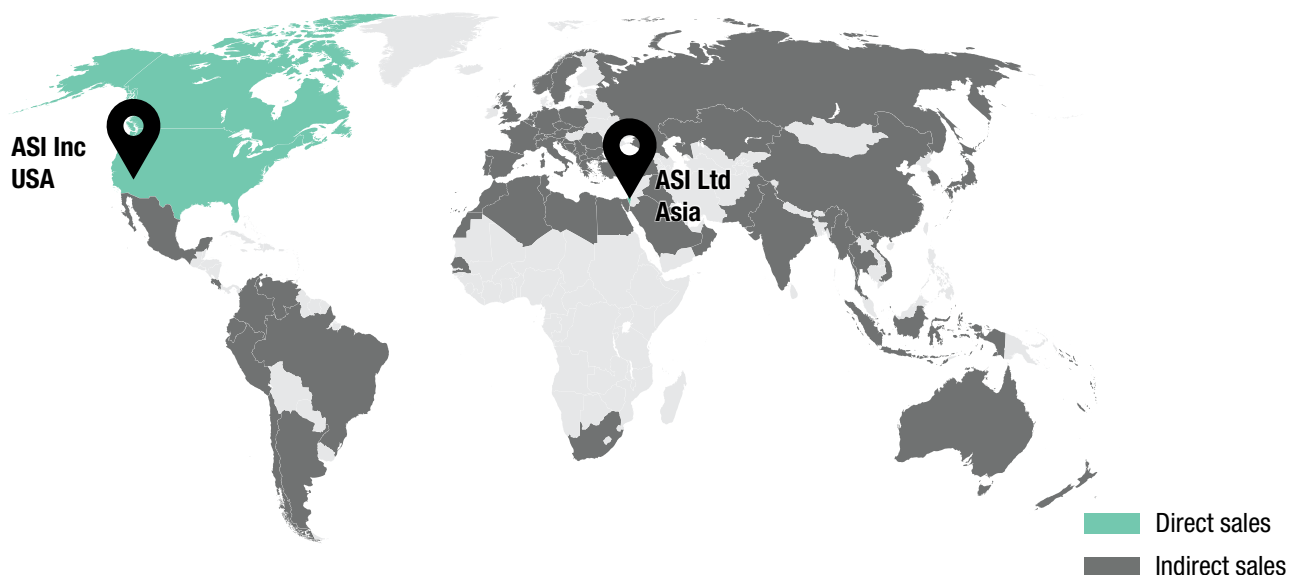 ASI Inc
USA
ASI Ltd
Asia
Direct sales
Indirect sales